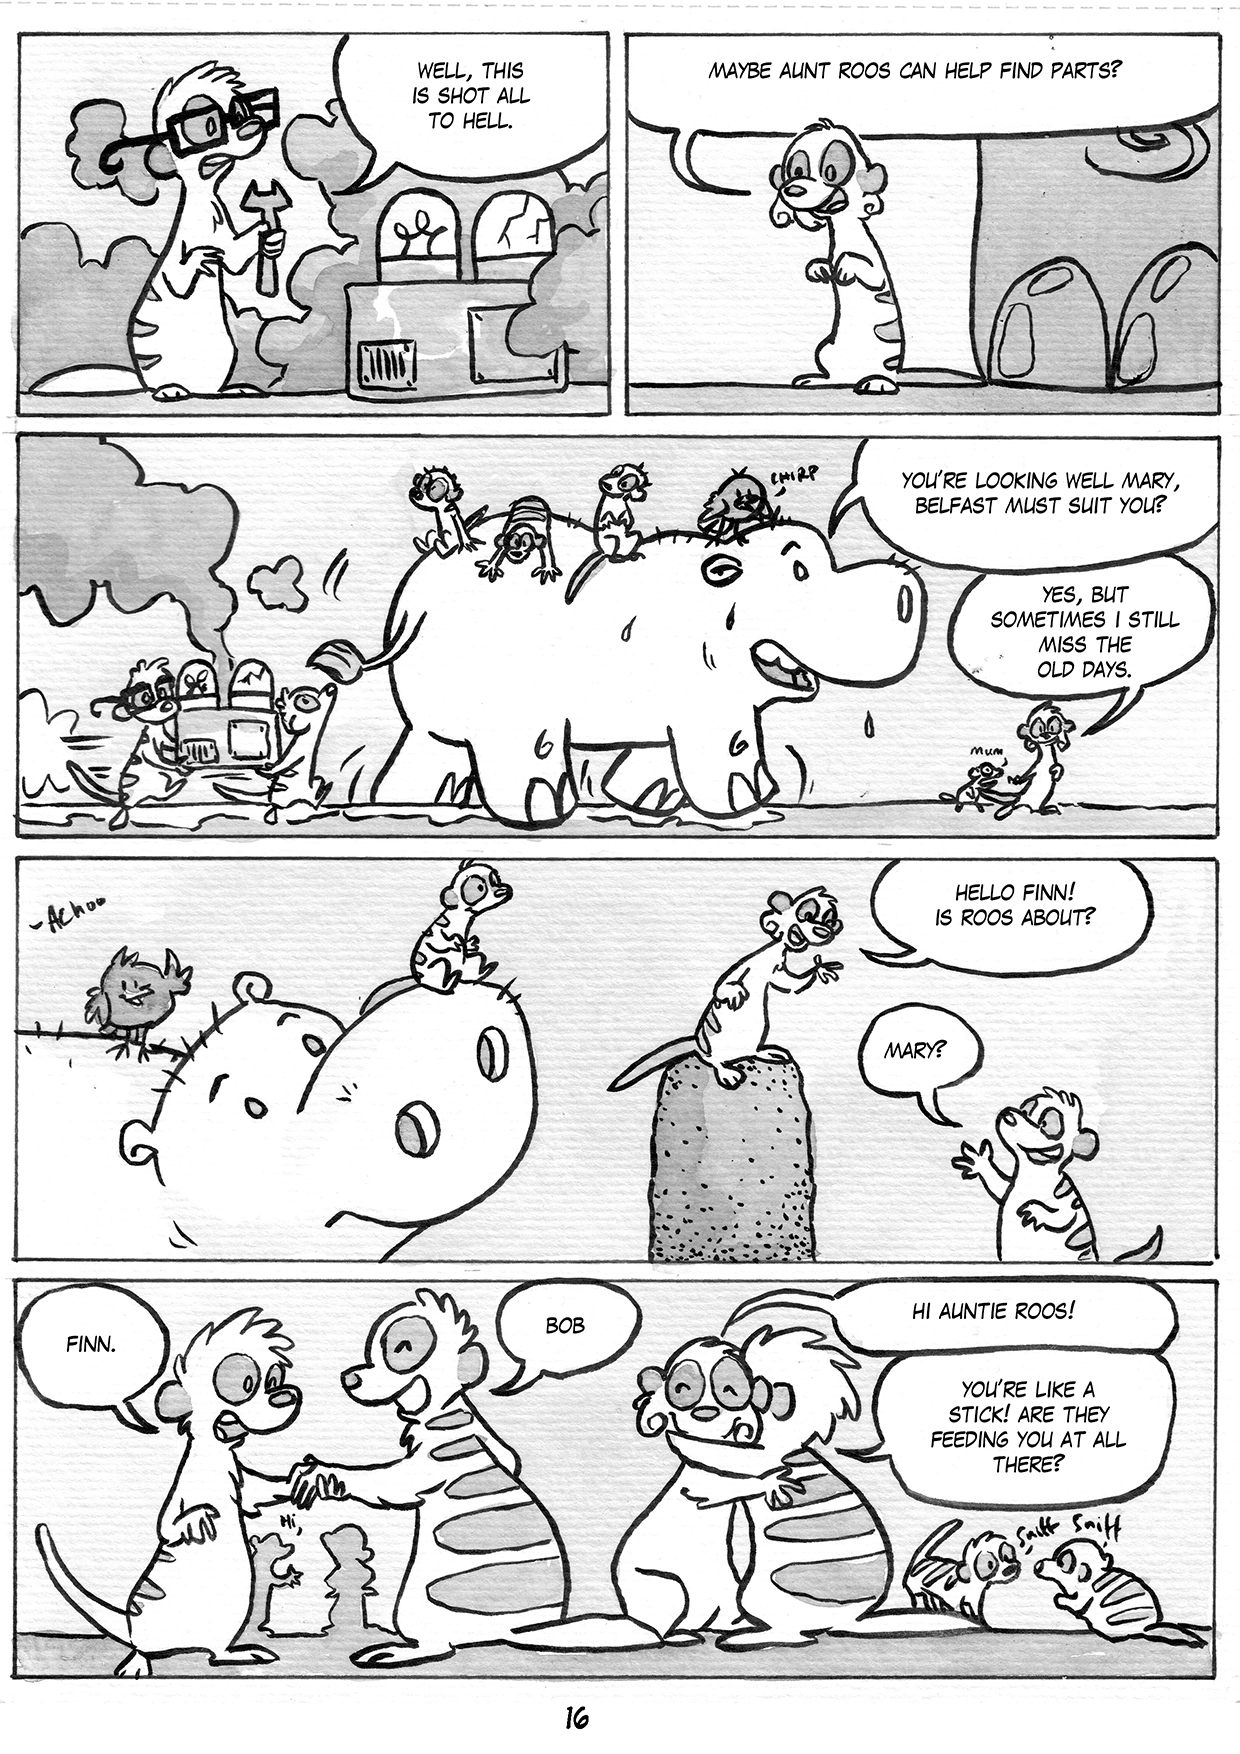 WELL, THIS
IS SHOT ALL
TO HELL.
MAYBE AUNT ROOS CAN HELP FIND PARTS?
CHIRP
YOU'RE LOOKING WELL MARY,
BELFAST MUST SUIT YOU?
YES, BUT
SOMETIMES I STILL
MISS THE
OLD DAYS.
Mum
-ACHOO
HELLO FINN!
IS ROOS ABOUT?
MARY?
FINN.
BOB
HI AUNTIE ROOS!
YOU'RE LIKE A
STICK! ARE THEY
FEEDING YOU AT ALL
THERE?
Hi,
Sniff Sniff
16